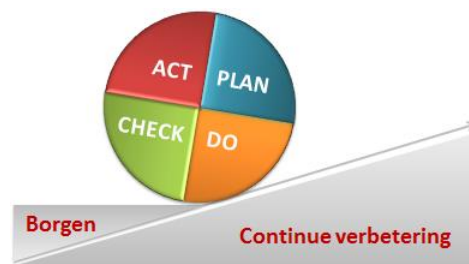 ACT
PLAN
CHECK
DO
Borgen
Continue verbetering